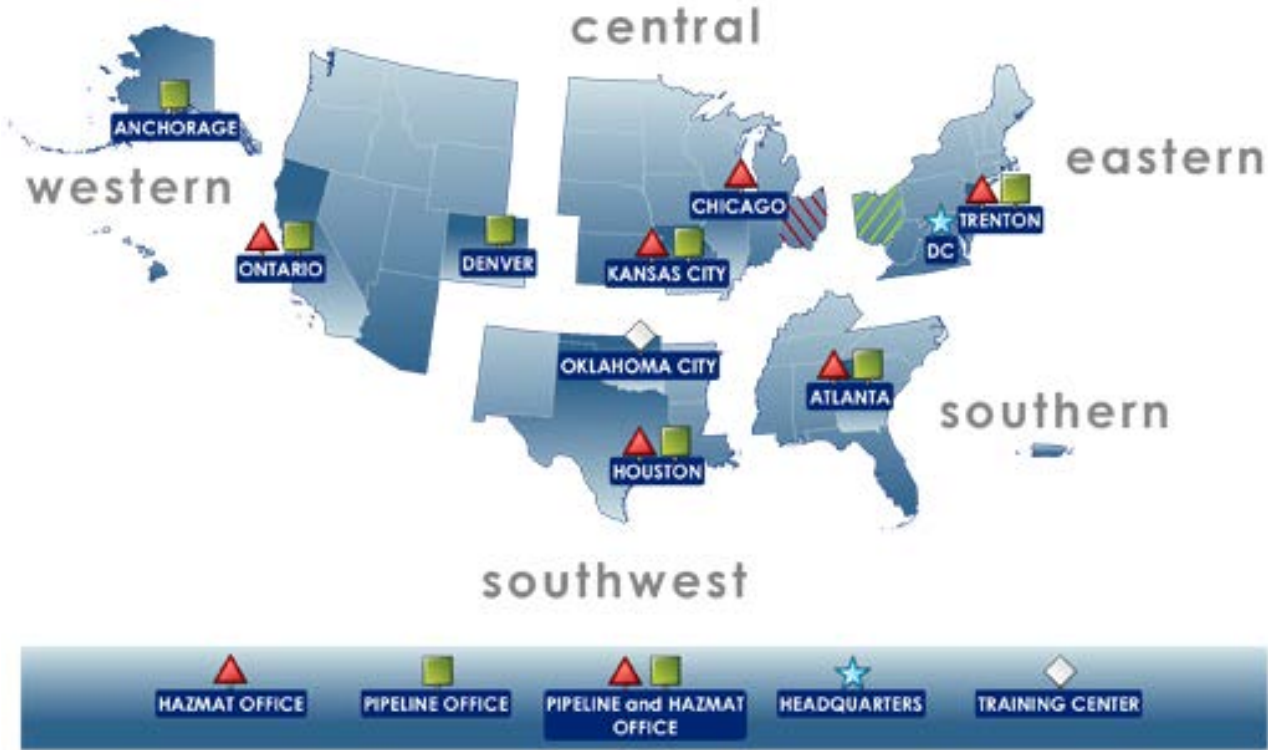 central
ANCHORAGE
eastern
western
CHICAGO
TRENTON
ONTARIO
DENVER
KANSAS CITY
DC
OKLAHOMA CITY
ATLANTA
southern
HOUSTON
southwest
HAZMAT OFFICE
PIPELINE OFFICE
PIPELINE and HAZMAT
OFFICE
HEADQUARTERS
TRAINING CENTER